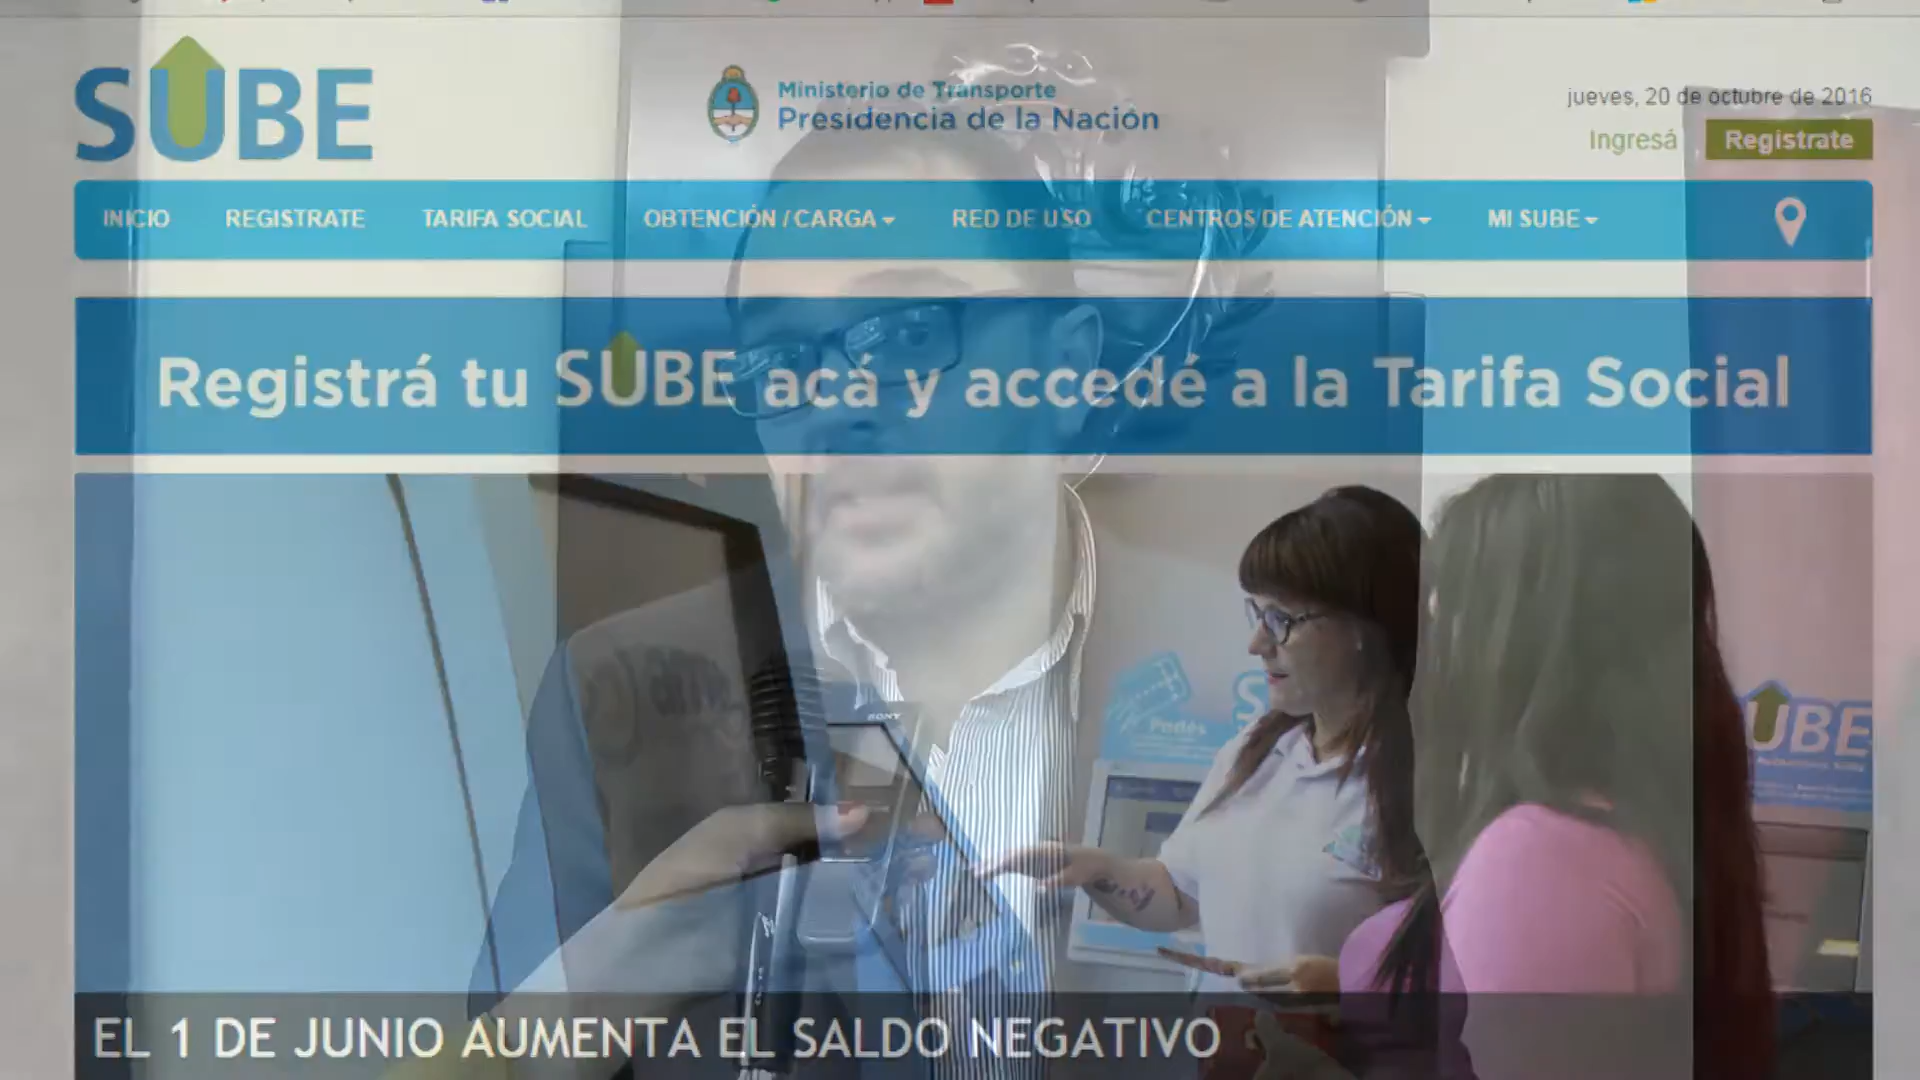 SUBE
Ministerio de Transporte
Presidencia de la Nación
jueves, 20 de octubre de 2016
Ingresá Registrate
INICIO REGISTRATE TARIFA SOCIAL OBTENCIÓN / CARGA RED DE USO CENTROS DE ATENCIÓN MI SUBE
Registrá tu SUBE acá y accedé a la Tarifa Social
SONY
Podés
UBE
EL 1 DE JUNIO AUMENTA EL SALDO NEGATIVO